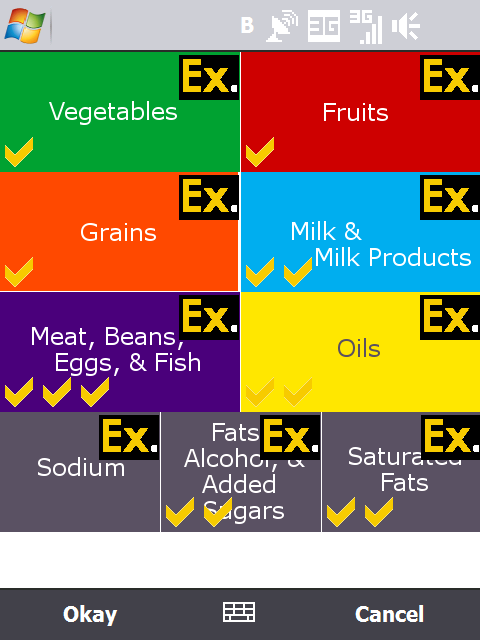 B 3G 3G
Ex.
Vegetables
Ex.
Fruits
Ex.
Grains
Ex.
Milk &
Milk Products
Ex.
Meat, Beans,
Eggs, & Fish
Ex.
Oils
Ex.
Sodium
Ex.
Fats,
Alcohol, &
Added
Sugars
Ex.
Saturated
Fats
Okay
Cancel